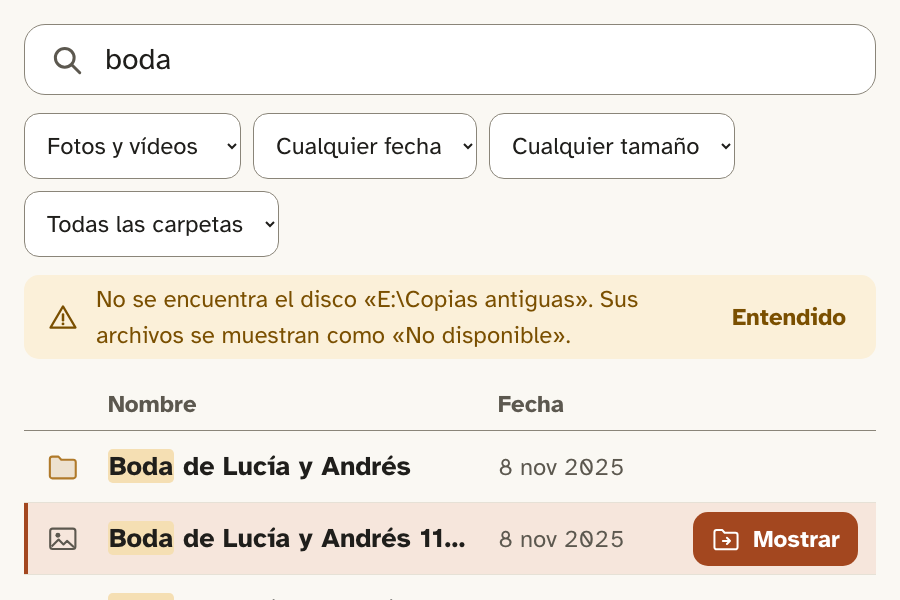 boda
Fotos y vídeos
Cualquier fecha
Cualquier tamaño
Todas las carpetas
No se encuentra el disco «E:\Copias antiguas». Sus
archivos se muestran como «No disponible».
Entendido
Nombre
Fecha
Boda de Lucía y Andrés
8 nov 2025
Boda de Lucía y Andrés 11...
8 nov 2025
Mostrar